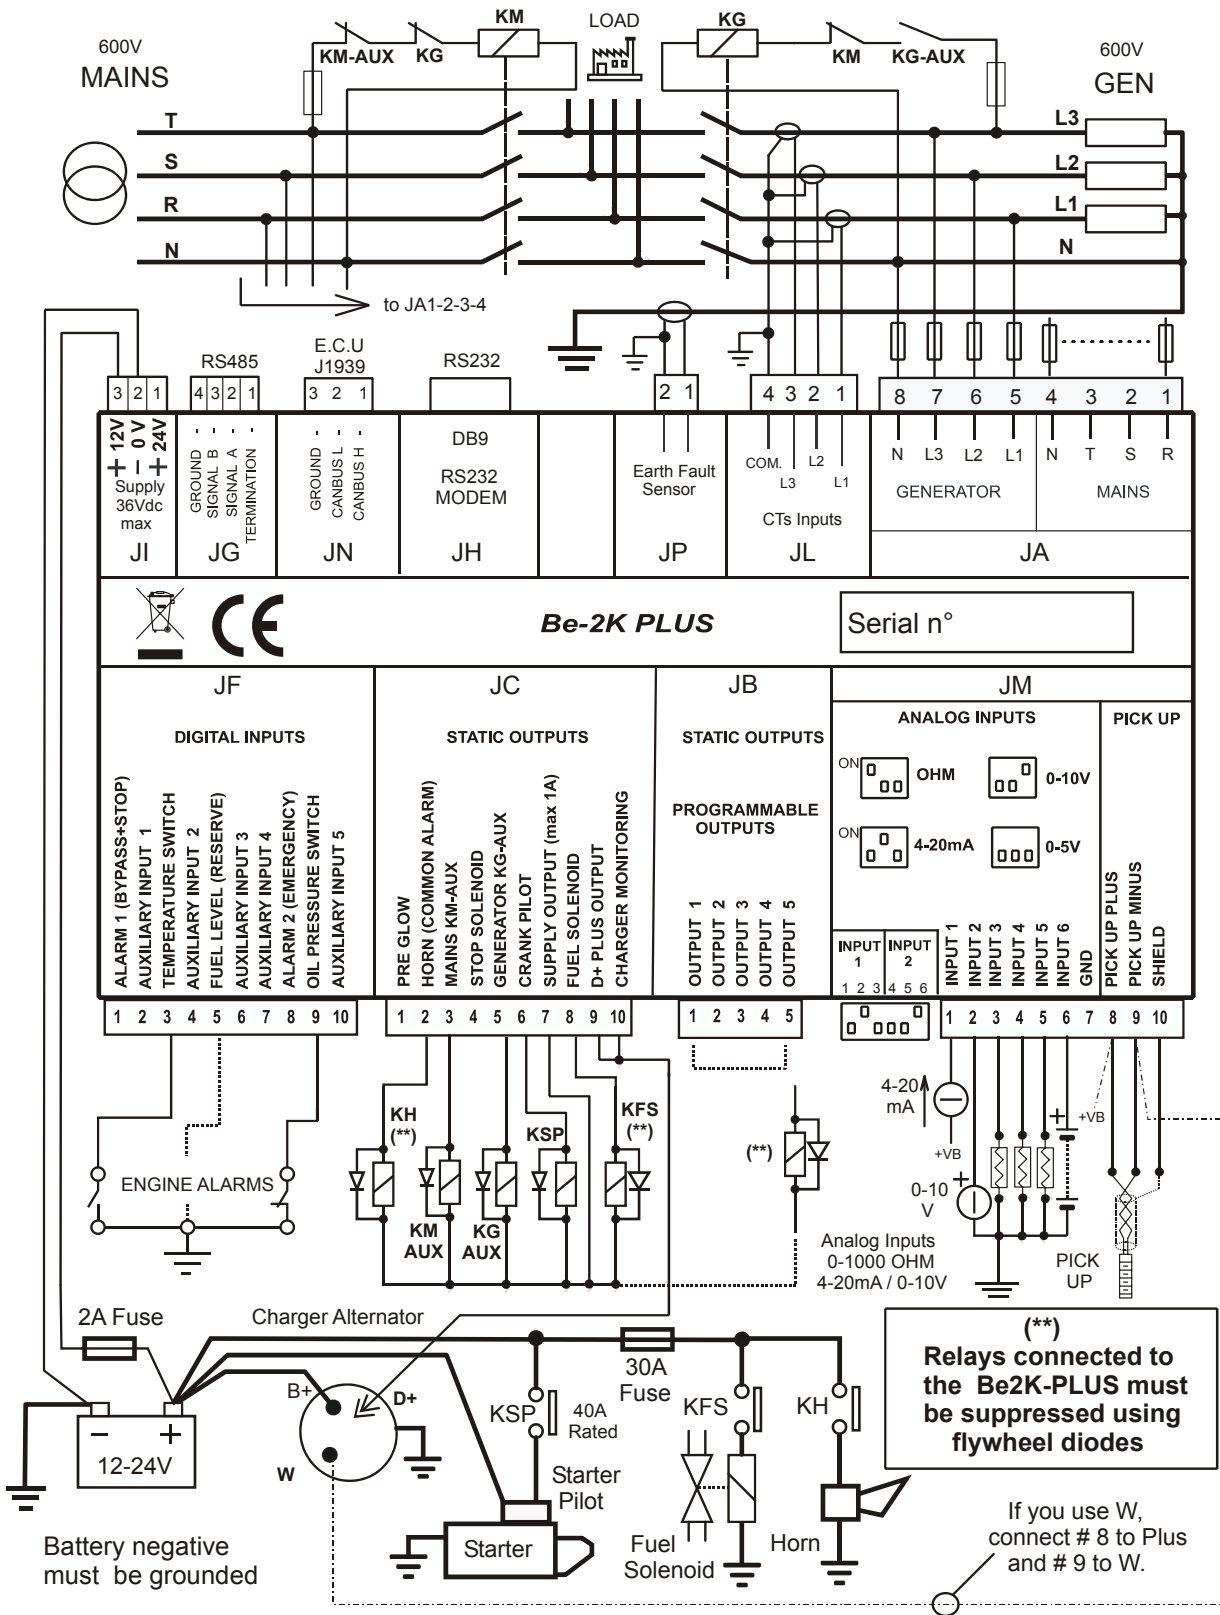 600V
MAINS
KM-AUX
KG
KM
LOAD
KG
KM
KG-AUX
600V
GEN
T
S
R
N
L3
L2
L1
N
to JA1-2-3-4
RS485
E.C.U
J1939
RS232
3 2 1
4 3 2 1
3 2 1
2 1
4 3 2 1
8 7 6 5 4 3 2 1
+ 12V
− 0 V
+ 24V
Supply
36Vdc
max
JI
GROUND -
SIGNAL B -
SIGNAL A -
TERMINATION -
JG
GROUND -
CANBUS L -
CANBUS H -
JN
DB9
RS232
MODEM
JH
Earth Fault
Sensor
JP
COM.
L3
L2
L1
CTs Inputs
JL
N L3 L2 L1 N T S R
GENERATOR
MAINS
JA
CE
Be-2K PLUS
Serial n°
JF
DIGITAL INPUTS
ALARM 1 (BYPASS+STOP)
AUXILIARY INPUT 1
TEMPERATURE SWITCH
AUXILIARY INPUT 2
FUEL LEVEL (RESERVE)
AUXILIARY INPUT 3
AUXILIARY INPUT 4
ALARM 2 (EMERGENCY)
OIL PRESSURE SWITCH
AUXILIARY INPUT 5
1 2 3 4 5 6 7 8 9 10
JC
STATIC OUTPUTS
PRE GLOW
HORN (COMMON ALARM)
MAINS KM-AUX
STOP SOLENOID
GENERATOR KG-AUX
CRANK PILOT
SUPPLY OUTPUT (max 1A)
FUEL SOLENOID
D+ PLUS OUTPUT
CHARGER MONITORING
1 2 3 4 5 6 7 8 9 10
JB
STATIC OUTPUTS
PROGRAMMABLE
OUTPUTS
OUTPUT 1
OUTPUT 2
OUTPUT 3
OUTPUT 4
OUTPUT 5
1 2 3 4 5
JM
ANALOG INPUTS
PICK UP
ON
OHM
0-10V
ON
4-20mA
0-5V
INPUT
1
INPUT
2
1 2 3 4 5 6
INPUT 1
INPUT 2
INPUT 3
INPUT 4
INPUT 5
INPUT 6
GND
PICK UP PLUS
PICK UP MINUS
SHIELD
1 2 3 4 5 6 7 8 9 10
ENGINE ALARMS
KH
(**)
KM
AUX
KG
AUX
KSP
KFS
(**)
(**)
4-20
mA
+VB
0-10
V
+
+
+VB
PICK
UP
Analog Inputs
0-1000 OHM
4-20mA / 0-10V
2A Fuse
Charger Alternator
B+
D+
W
− +
12-24V
KSP
40A
Rated
30A
Fuse
KFS
KH
Starter
Pilot
Starter
Fuel
Solenoid
Horn
Battery negative
must be grounded
(**)
Relays connected to
the Be2K-PLUS must
be suppressed using
flywheel diodes
If you use W,
connect # 8 to Plus
and # 9 to W.